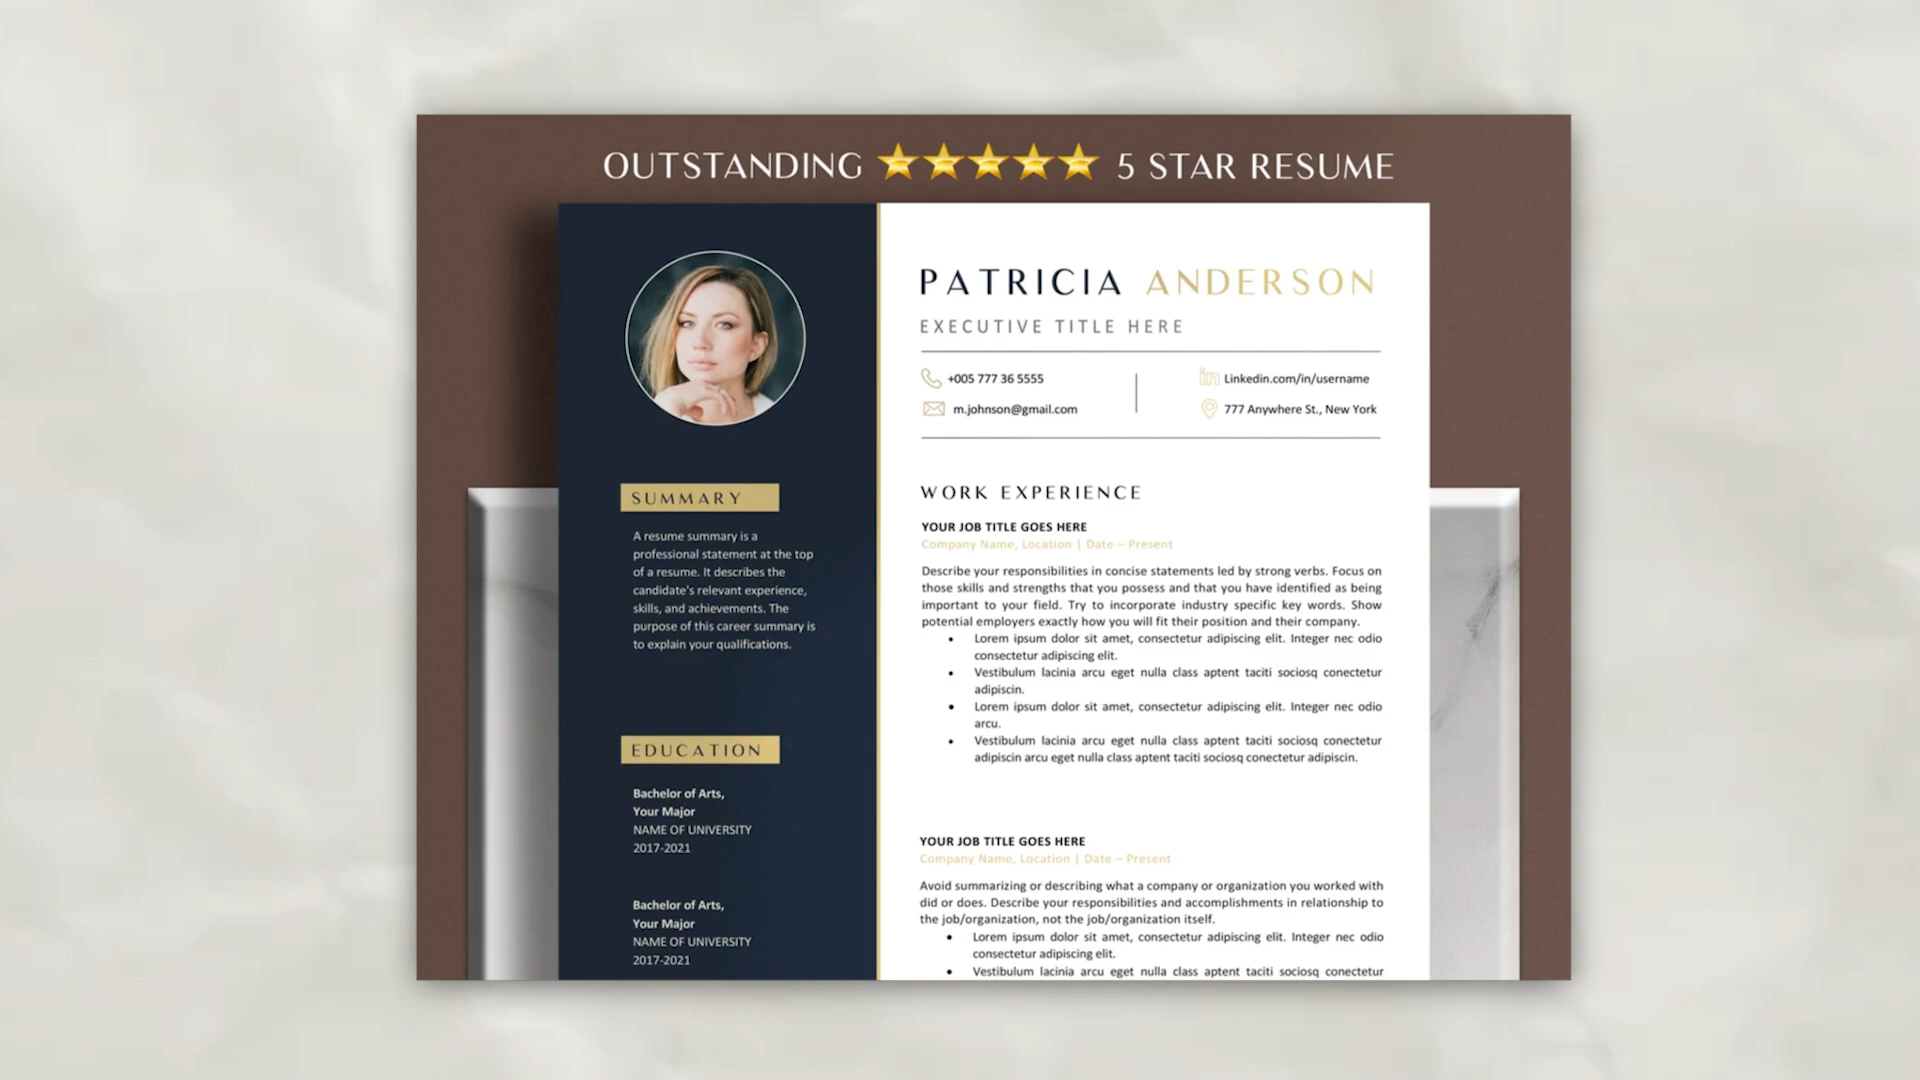 OUTSTANDING ⭐⭐⭐⭐⭐ 5 STAR RESUME
PATRICIA ANDERSON
EXECUTIVE TITLE HERE
+005 777 36 5555
Linkedin.com/in/username
m.johnson@gmail.com
777 Anywhere St., New York
SUMMARY
A resume summary is a
professional statement at the top
of a resume. It describes the
candidate's relevant experience,
skills, and achievements. The
purpose of this career summary is
to explain your qualifications.
EDUCATION
Bachelor of Arts,
Your Major
NAME OF UNIVERSITY
2017-2021
Bachelor of Arts,
Your Major
NAME OF UNIVERSITY
2017-2021
WORK EXPERIENCE
YOUR JOB TITLE GOES HERE
Company Name, Location | Date – Present
Describe your responsibilities in concise statements led by strong verbs. Focus on
those skills and strengths that you possess and that you have identified as being
important to your field. Try to incorporate industry specific key words. Show
potential employers exactly how you will fit their position and their company.
• Lorem ipsum dolor sit amet, consectetur adipiscing elit. Integer nec odio
consectetur adipiscing elit.
• Vestibulum lacinia arcu eget nulla class aptent taciti sociosq conectetur
adipiscin.
• Lorem ipsum dolor sit amet, consectetur adipiscing elit. Integer nec odio
arcu.
• Vestibulum lacinia arcu eget nulla class aptent taciti sociosq conectetur
adipiscin arcu eget nulla class aptent taciti sociosq conectetur adipiscin.
YOUR JOB TITLE GOES HERE
Company Name, Location | Date – Present
Avoid summarizing or describing what a company or organization you worked with
did or does. Describe your responsibilities and accomplishments in relationship to
the job/organization, not the job/organization itself.
• Lorem ipsum dolor sit amet, consectetur adipiscing elit. Integer nec odio
consectetur adipiscing elit.
• Vestibulum lacinia arcu eget nulla class aptent taciti sociosq conectetur